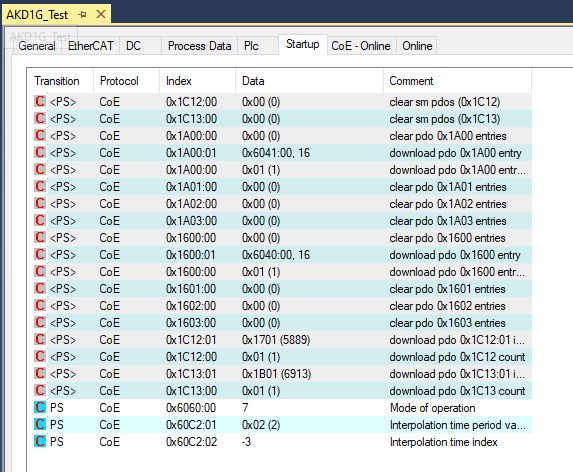 AKD1G_Test
AKD1G_Test
General EtherCAT DC Process Data Plc Startup CoE - Online Online
Transition Protocol Index Data Comment
C <PS> CoE 0x1C12:00 0x00 (0) clear sm pdos (0x1C12)
C <PS> CoE 0x1C13:00 0x00 (0) clear sm pdos (0x1C13)
C <PS> CoE 0x1A00:00 0x00 (0) clear pdo 0x1A00 entries
C <PS> CoE 0x1A00:01 0x6041:00, 16 download pdo 0x1A00 entry
C <PS> CoE 0x1A00:00 0x01 (1) download pdo 0x1A00 entr...
C <PS> CoE 0x1A01:00 0x00 (0) clear pdo 0x1A01 entries
C <PS> CoE 0x1A02:00 0x00 (0) clear pdo 0x1A02 entries
C <PS> CoE 0x1A03:00 0x00 (0) clear pdo 0x1A03 entries
C <PS> CoE 0x1600:00 0x00 (0) clear pdo 0x1600 entries
C <PS> CoE 0x1600:01 0x6040:00, 16 download pdo 0x1600 entry
C <PS> CoE 0x1600:00 0x01 (1) download pdo 0x1600 entr...
C <PS> CoE 0x1601:00 0x00 (0) clear pdo 0x1601 entries
C <PS> CoE 0x1602:00 0x00 (0) clear pdo 0x1602 entries
C <PS> CoE 0x1603:00 0x00 (0) clear pdo 0x1603 entries
C <PS> CoE 0x1C12:01 0x1701 (5889) download pdo 0x1C12:01 i...
C <PS> CoE 0x1C12:00 0x01 (1) download pdo 0x1C12 count
C <PS> CoE 0x1C13:01 0x1B01 (6913) download pdo 0x1C13:01 i...
C <PS> CoE 0x1C13:00 0x01 (1) download pdo 0x1C13 count
C PS CoE 0x6060:00 7 Mode of operation
C PS CoE 0x60C2:01 0x02 (2) Interpolation time period va...
C PS CoE 0x60C2:02 -3 Interpolation time index